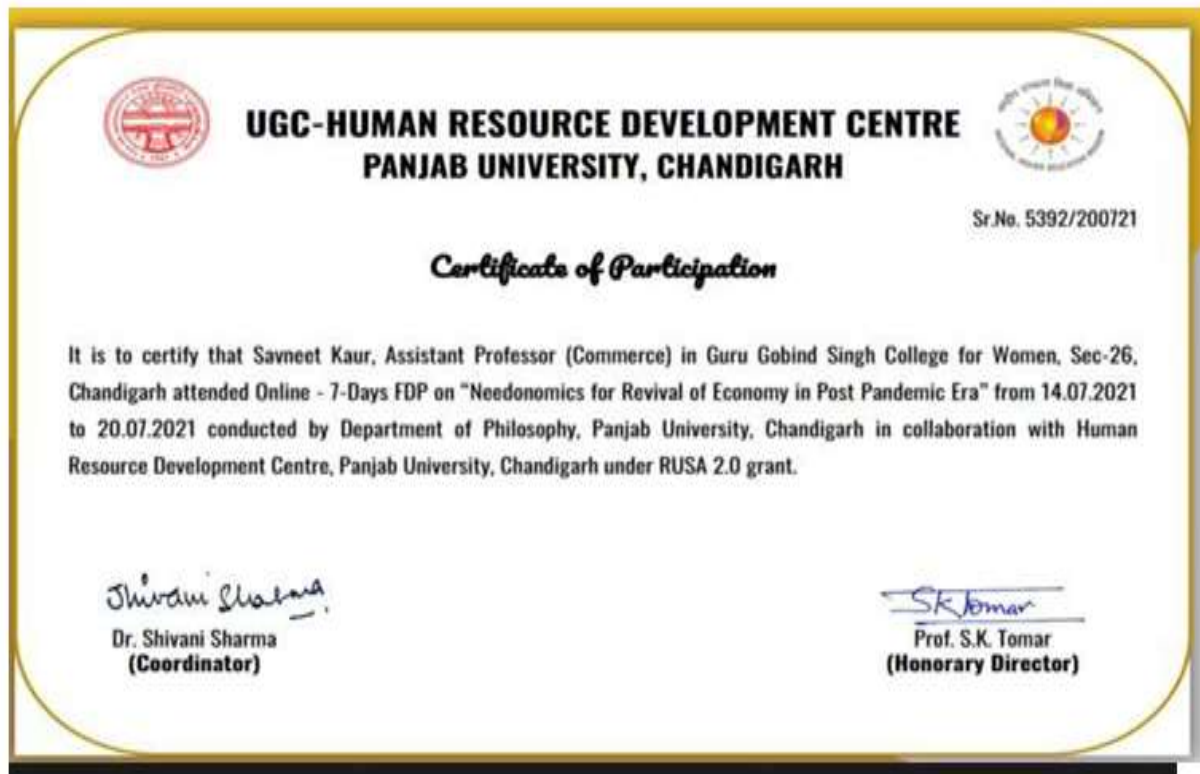 UGC-HUMAN RESOURCE DEVELOPMENT CENTRE
PANJAB UNIVERSITY, CHANDIGARH
Sr.No. 5392/200721
Certificate of Participation
It is to certify that Savneet Kaur, Assistant Professor (Commerce) in Guru Gobind Singh College for Women, Sec-26,
Chandigarh attended Online - 7-Days FDP on "Needonomics for Revival of Economy in Post Pandemic Era" from 14.07.2021
to 20.07.2021 conducted by Department of Philosophy, Panjab University, Chandigarh in collaboration with Human
Resource Development Centre, Panjab University, Chandigarh under RUSA 2.0 grant.
Shivani Sharma
SKTomar
Dr. Shivani Sharma
Prof. S.K. Tomar
(Coordinator)
(Honorary Director)